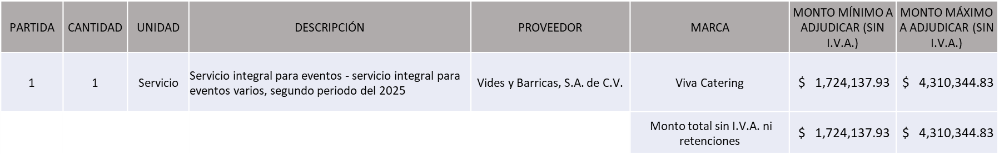 PARTIDA
CANTIDAD
UNIDAD
DESCRIPCIÓN
PROVEEDOR
MARCA
MONTO MÍNIMO A
ADJUDICAR (SIN
I.V.A.)
MONTO MÁXIMO
A ADJUDICAR (SIN
I.V.A.)
1
1
Servicio
Servicio integral para eventos - servicio integral para
eventos varios, segundo periodo del 2025
Vides y Barricas, S.A. de C.V.
Viva Catering
$ 1,724,137.93
$ 4,310,344.83
Monto total sin I.V.A. ni
retenciones
$ 1,724,137.93
$ 4,310,344.83